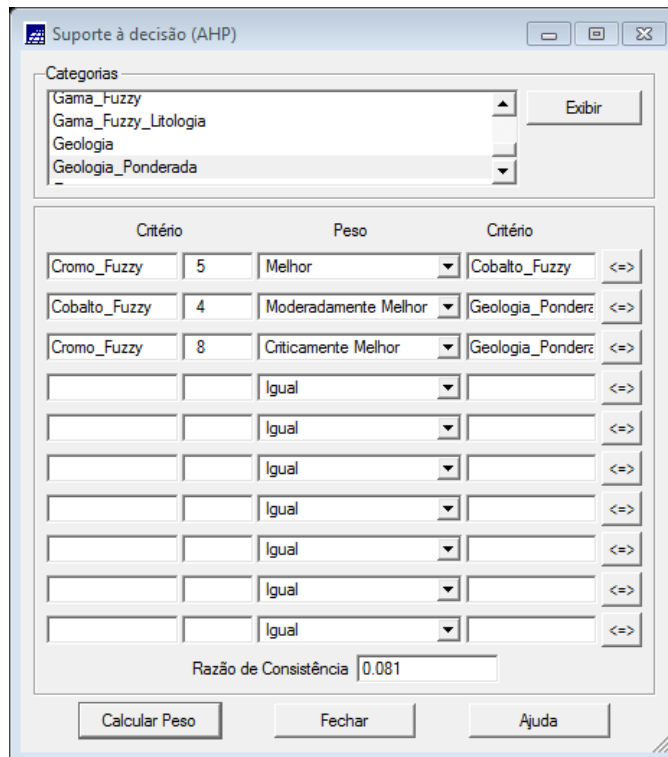 Suporte à decisão (AHP)
Categorias
Gama_Fuzzy
Gama_Fuzzy_Litologia
Geologia
Geologia_Ponderada
Exibir
Critério Peso Critério
Cromo_Fuzzy 5 Melhor Cobalto_Fuzzy <=>
Cobalto_Fuzzy 4 Moderadamente Melhor Geologia_Pondera <=>
Cromo_Fuzzy 8 Criticamente Melhor Geologia_Pondera <=>
Igual <=>
Igual <=>
Igual <=>
Igual <=>
Igual <=>
Igual <=>
Igual <=>
Razão de Consistência 0.081
Calcular Peso Fechar Ajuda